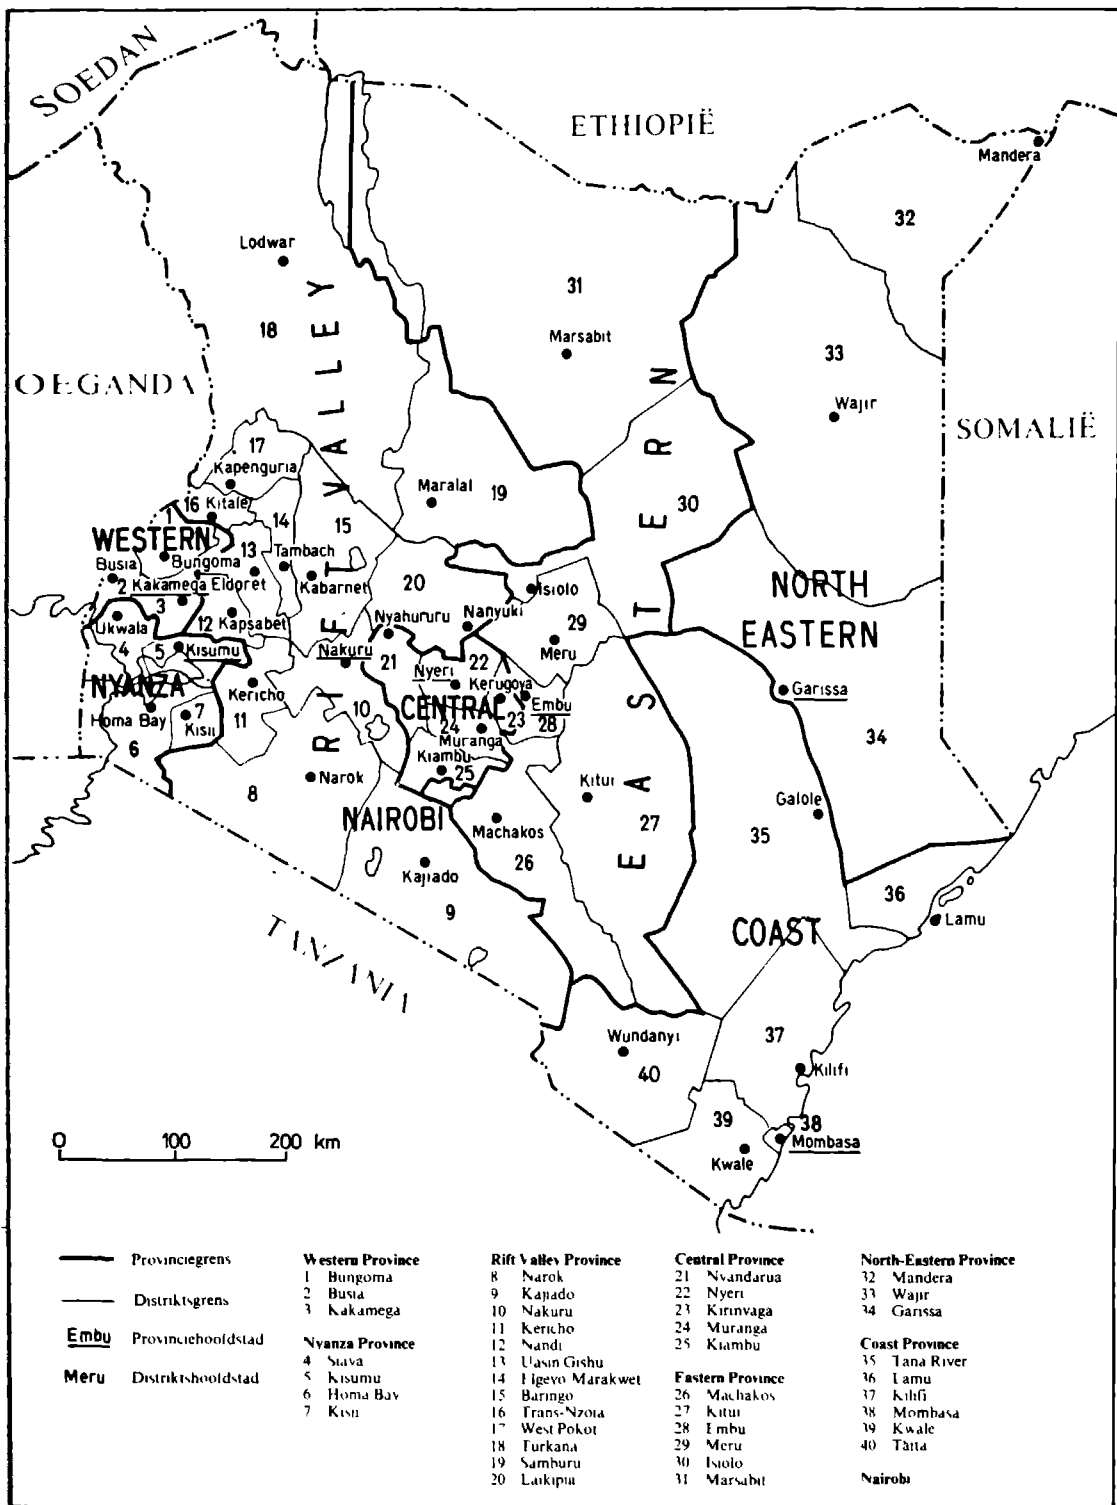 SOEDAN
ETHIOPIË
Mandera
32
Lodwar
31
18
Marsabit
33
OEGANDA
Wajir
SOMALIË
RIFT VALLEY
EASTERN
17
Kapenguria
Maralal
19
16
Kitale
14
15
30
1
WESTERN
13
Tambach
Bungoma
Busia
2
Kakamega
Eldoret
Kabarnet
20
Isiolo
NORTH
EASTERN
3
12
Kapsabet
Ukwala
Nyahururu
Nanyuki
29
4
5
Kisumu
Nakuru
21
22
Meru
Nyeri
NYANZA
Kericho
Kerugoya
Embu
Garissa
Homa Bay
7
Kisii
11
10
CENTRAL
24
23
28
34
6
Muranga
Kiambu
25
8
Narok
Kitui
Galole
NAIROBI
Machakos
27
35
26
Kajiado
36
9
COAST
Lamu
TANZANIA
Wundanyi
37
40
Kilifi
39
38
Mombasa
Kwale
0 100 200 km
Provinciegrens
Distriktsgrens
Embu Provinciehoofdstad
Meru Distriktshoofdstad
Western Province
1 Bungoma
2 Busia
3 Kakamega
Nyanza Province
4 Siaya
5 Kisumu
6 Homa Bay
7 Kisii
Rift Valley Province
8 Narok
9 Kajiado
10 Nakuru
11 Kericho
12 Nandi
13 Uasin Gishu
14 Elgeyo Marakwet
15 Baringo
16 Trans-Nzoia
17 West Pokot
18 Turkana
19 Samburu
20 Laikipia
Central Province
21 Nyandarua
22 Nyeri
23 Kirinyaga
24 Muranga
25 Kiambu
Eastern Province
26 Machakos
27 Kitui
28 Embu
29 Meru
30 Isiolo
31 Marsabit
North-Eastern Province
32 Mandera
33 Wajir
34 Garissa
Coast Province
35 Tana River
36 Lamu
37 Kilifi
38 Mombasa
39 Kwale
40 Taita
Nairobi